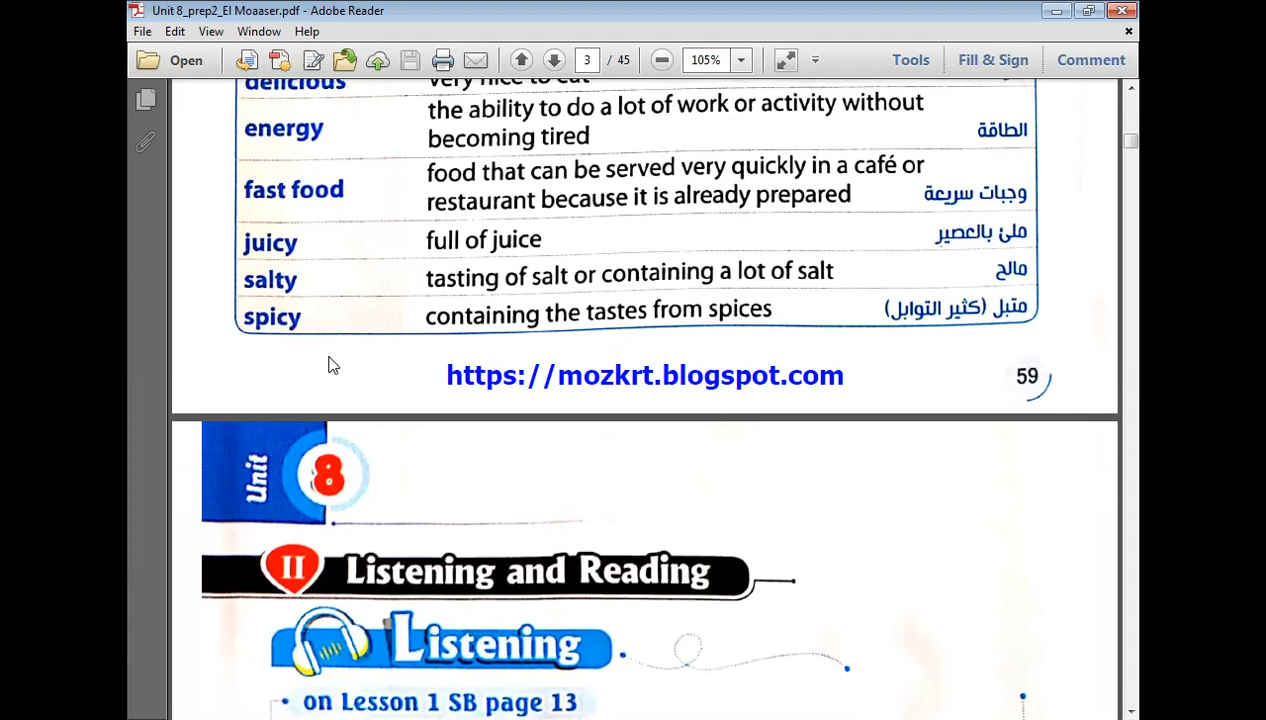 Unit 8_prep2_El Moaaser.pdf - Adobe Reader
File Edit View Window Help
Open 3 / 45 105% Tools Fill & Sign Comment
delicious very nice to eat
energy the ability to do a lot of work or activity without
becoming tired الطاقة
fast food food that can be served very quickly in a café or
restaurant because it is already prepared وجبات سريعة
juicy full of juice ملئ بالعصير
salty tasting of salt or containing a lot of salt مالح
spicy containing the tastes from spices متبل (كثير التوابل)
https://mozkrt.blogspot.com 59
Unit 8
II Listening and Reading
Listening
on Lesson 1 SB page 13